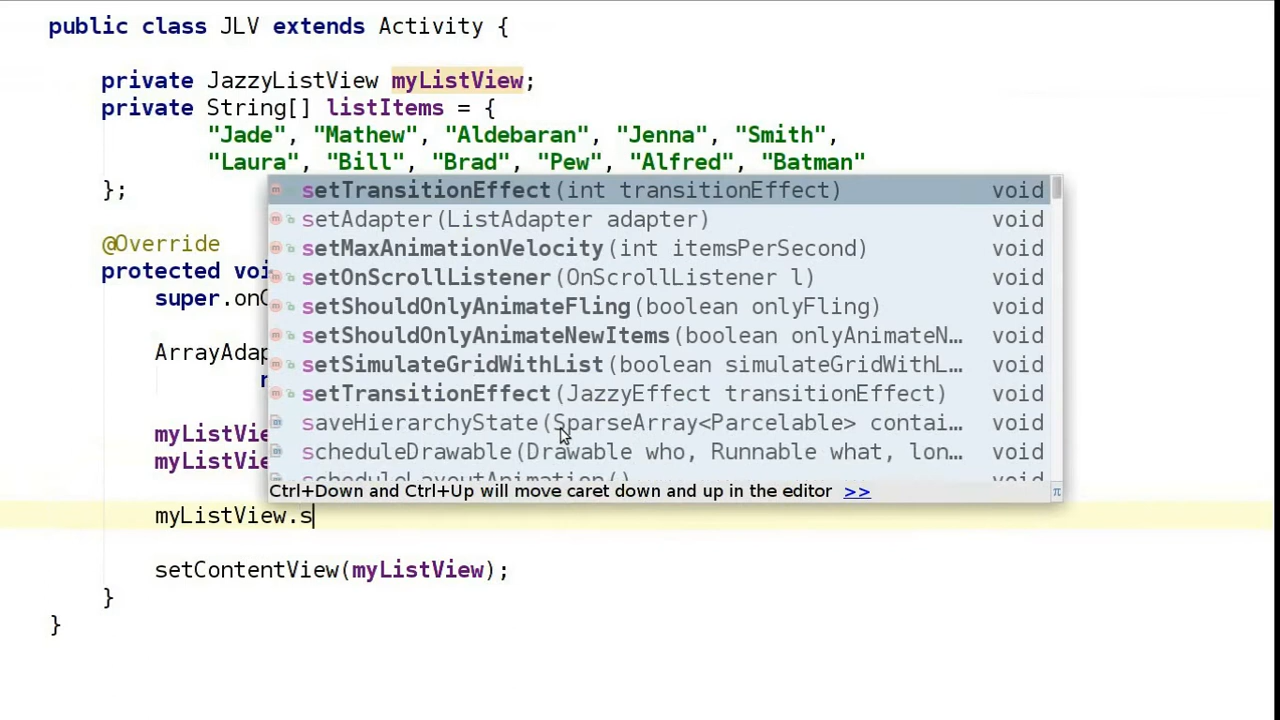 public class JLV extends Activity {
private JazzyListView myListView;
private String[] listItems = {
"Jade", "Mathew", "Aldebaran", "Jenna", "Smith",
"Laura", "Bill", "Brad", "Pew", "Alfred", "Batman"
};
setTransitionEffect(int transitionEffect) void
setAdapter(ListAdapter adapter) void
@Override
setMaxAnimationVelocity(int itemsPerSecond) void
protected voi
setOnScrollListener(OnScrollListener l) void
super.onC
setShouldOnlyAnimateFling(boolean onlyFling) void
setShouldOnlyAnimateNewItems(boolean onlyAnimateN… void
ArrayAdap
setSimulateGridWithList(boolean simulateGridWithL… void
setTransitionEffect(JazzyEffect transitionEffect) void
saveHierarchyState(SparseArray<Parcelable> contai… void
myListVie
scheduleDrawable(Drawable who, Runnable what, lon… void
myListVie
scheduleLayoutAnimation()
Ctrl+Down and Ctrl+Up will move caret down and up in the editor >> π
myListView.s
setContentView(myListView);
}
}